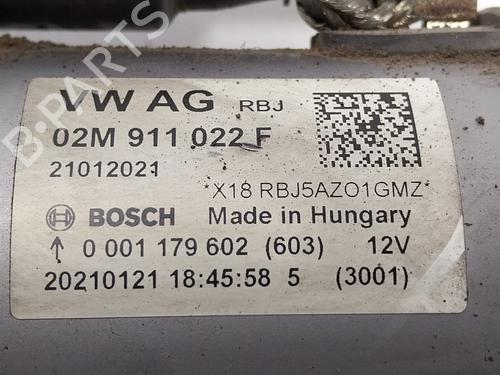 VW AG RBJ
02M 911 022 F
21012021
*X18 RBJ5AZO1GMZ*
BOSCH Made in Hungary
↑ 0 001 179 602 (603) 12V
20210121 18:45:58 5 (3001)
B-PARTS